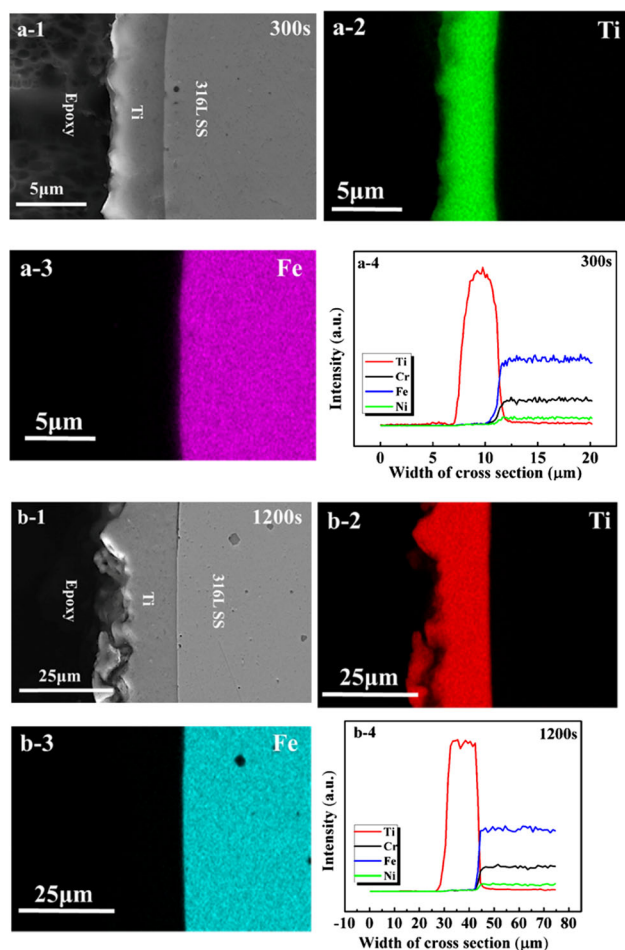 a-1
300s
Epoxy
Ti
316L SS
5μm
a-2
Ti
5μm
a-3
Fe
5μm
a-4
300s
Intensity (a.u.)
Ti
Cr
Fe
Ni
0 5 10 15 20
Width of cross section (μm)
b-1
1200s
Epoxy
Ti
316L SS
25μm
b-2
Ti
25μm
b-3
Fe
25μm
b-4
1200s
Intensity (a.u.)
Ti
Cr
Fe
Ni
-10 0 10 20 30 40 50 60 70 80
Width of cross section (μm)